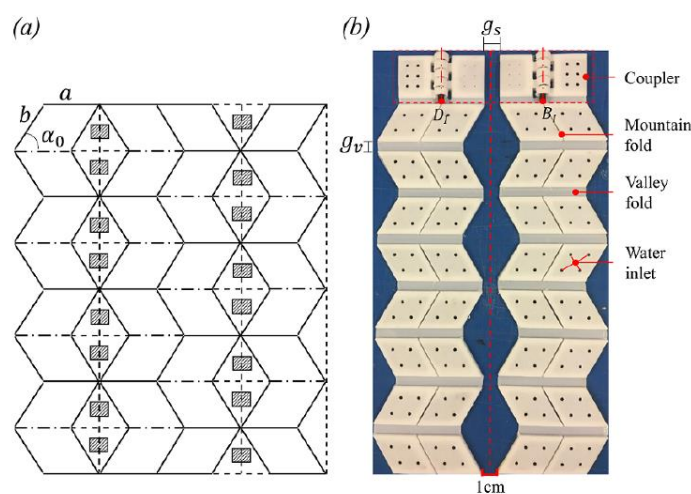 (a)
a
b
α₀
(b)
gₛ
Coupler
D₁
B₁
Mountain
fold
gᵥ
Valley
fold
Water
inlet
1cm